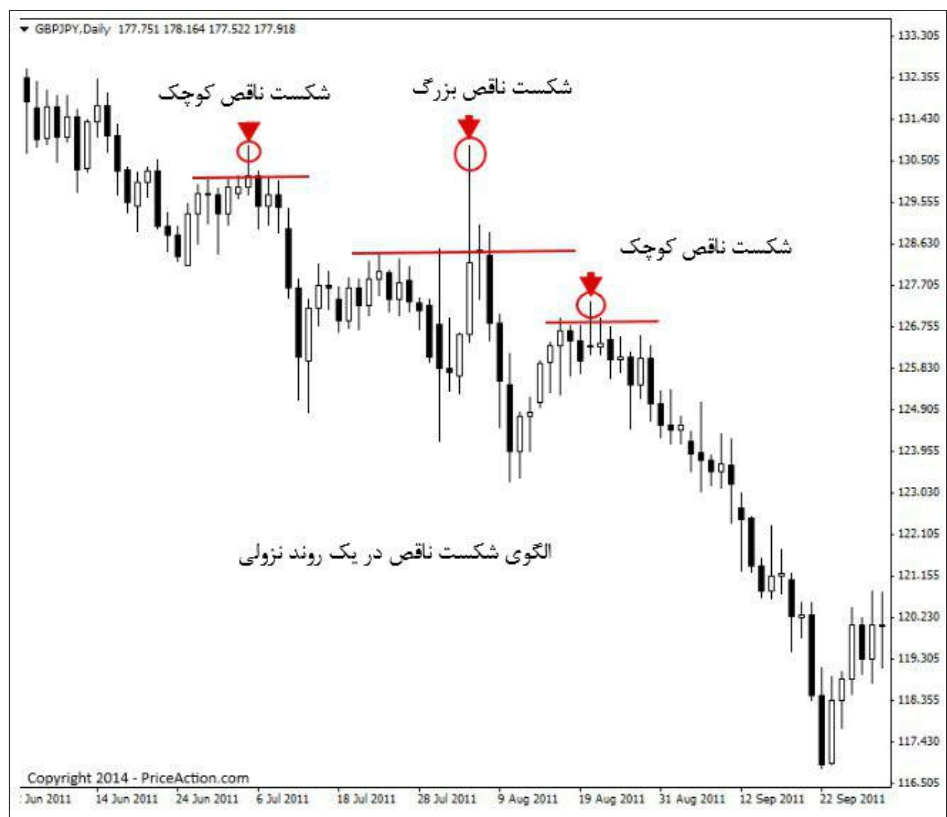 GBPJPY,Daily 177.751 178.164 177.522 177.918
شکست ناقص کوچک
شکست ناقص بزرگ
شکست ناقص کوچک
الگوی شکست ناقص در یک روند نزولی
133.305
132.355
131.430
130.505
129.555
128.630
127.705
126.755
125.830
124.905
123.955
123.030
122.105
121.155
120.230
119.305
118.355
117.430
116.505
Copyright 2014 - PriceAction.com
Jun 2011 14 Jun 2011 24 Jun 2011 6 Jul 2011 18 Jul 2011 28 Jul 2011 9 Aug 2011 19 Aug 2011 31 Aug 2011 12 Sep 2011 22 Sep 2011